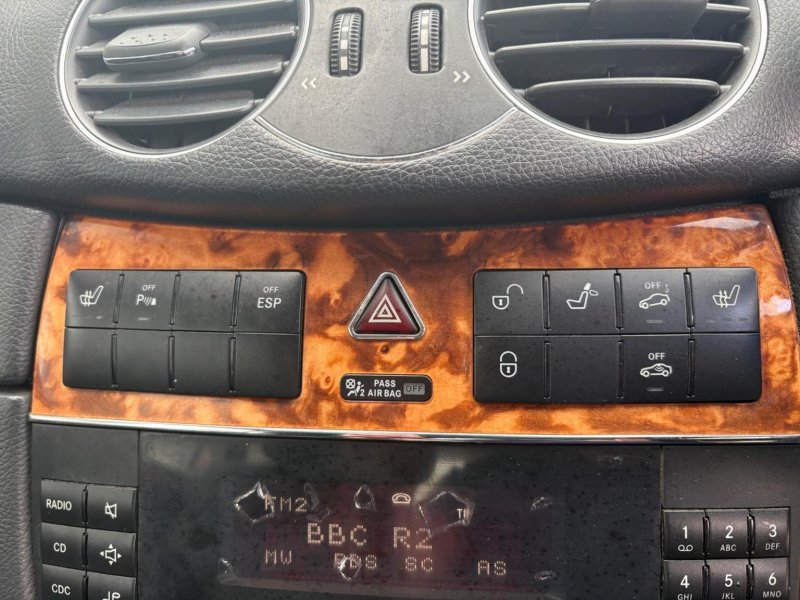 OFF
OFF
P
ESP
OFF
OFF
PASS
AIR BAG
OFF
2
RADIO
CD
CDC
BBC R2
MW
SC
AS
1
2
ABC
3
DEF
4
GHI
5
JKL
6
MNO